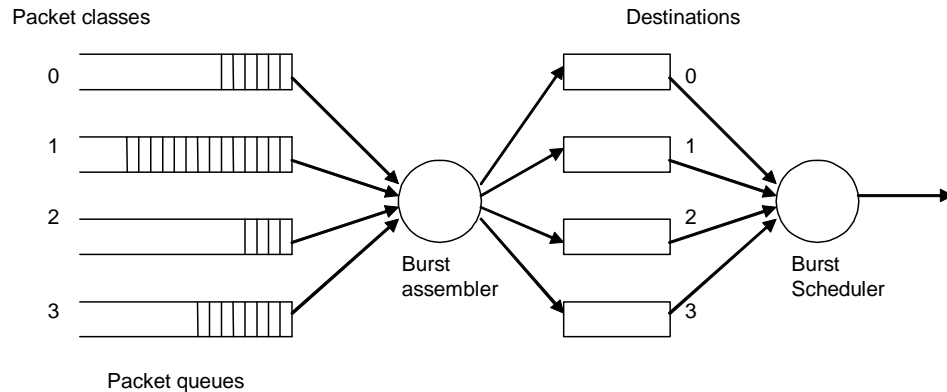 Packet classes
Destinations
0
1
2
3
0
1
2
3
Burst
assembler
Burst
Scheduler
Packet queues